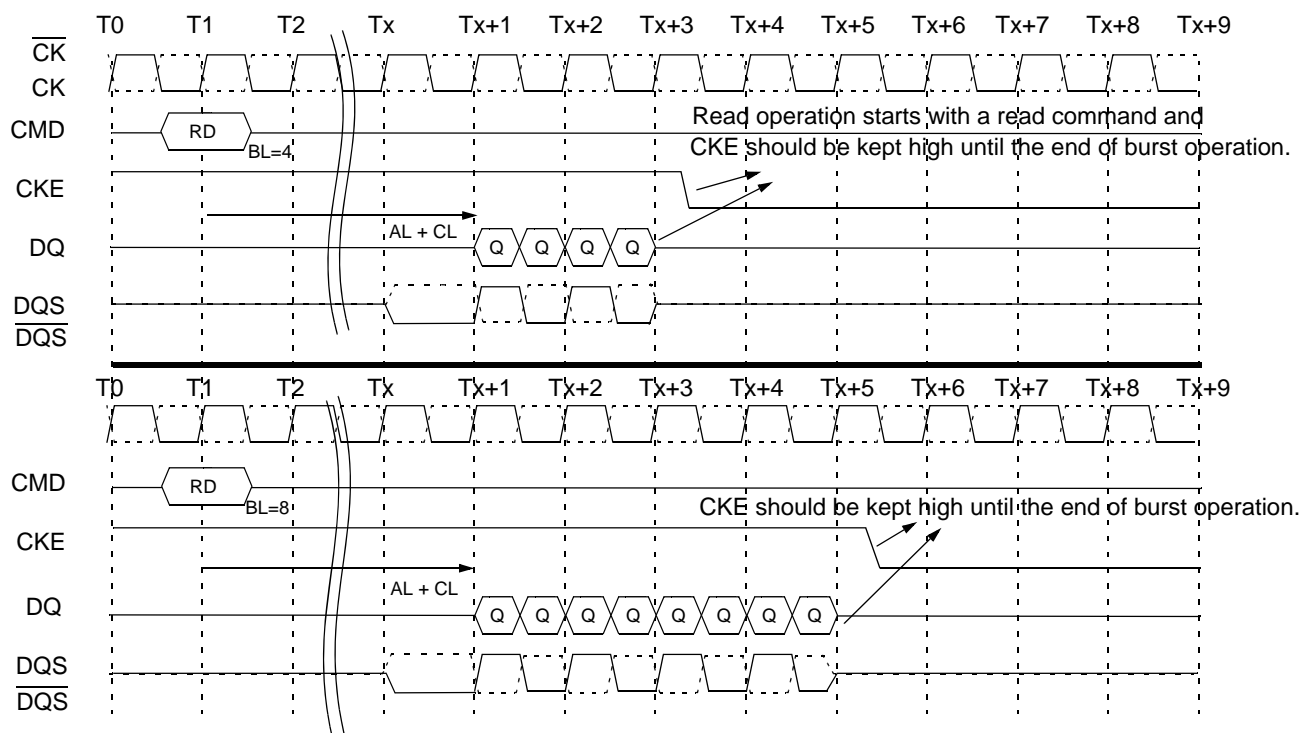 T0 T1 T2 Tx Tx+1 Tx+2 Tx+3 Tx+4 Tx+5 Tx+6 Tx+7 Tx+8 Tx+9
CK
CK
Read operation starts with a read command and
CMD RD
BL=4 CKE should be kept high until the end of burst operation.
CKE
AL + CL
DQ Q Q Q Q
DQS
DQS
T0 T1 T2 Tx Tx+1 Tx+2 Tx+3 Tx+4 Tx+5 Tx+6 Tx+7 Tx+8 Tx+9
CMD RD
BL=8 CKE should be kept high until the end of burst operation.
CKE
AL + CL
DQ Q Q Q Q Q Q Q Q
DQS
DQS